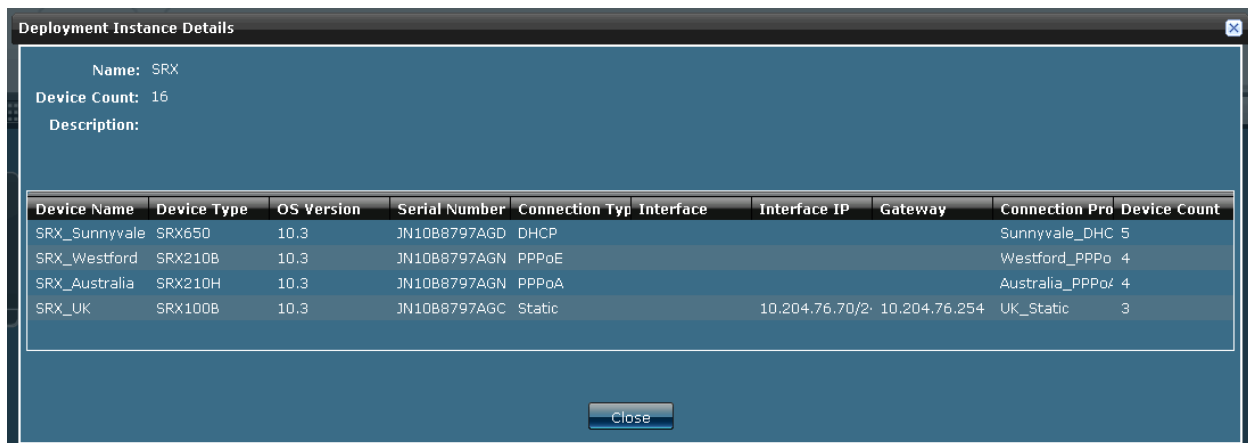 Deployment Instance Details
Name: SRX
Device Count: 16
Description:
Device Name Device Type OS Version Serial Number Connection Typ Interface Interface IP Gateway Connection Pro Device Count
SRX_Sunnyvale SRX650 10.3 JN10B8797AGD DHCP Sunnyvale_DHC 5
SRX_Westford SRX210B 10.3 JN10B8797AGN PPPoE Westford_PPPo 4
SRX_Australia SRX210H 10.3 JN10B8797AGN PPPoA Australia_PPPoA 4
SRX_UK SRX100B 10.3 JN10B8797AGC Static 10.204.76.70/2 10.204.76.254 UK_Static 3
Close